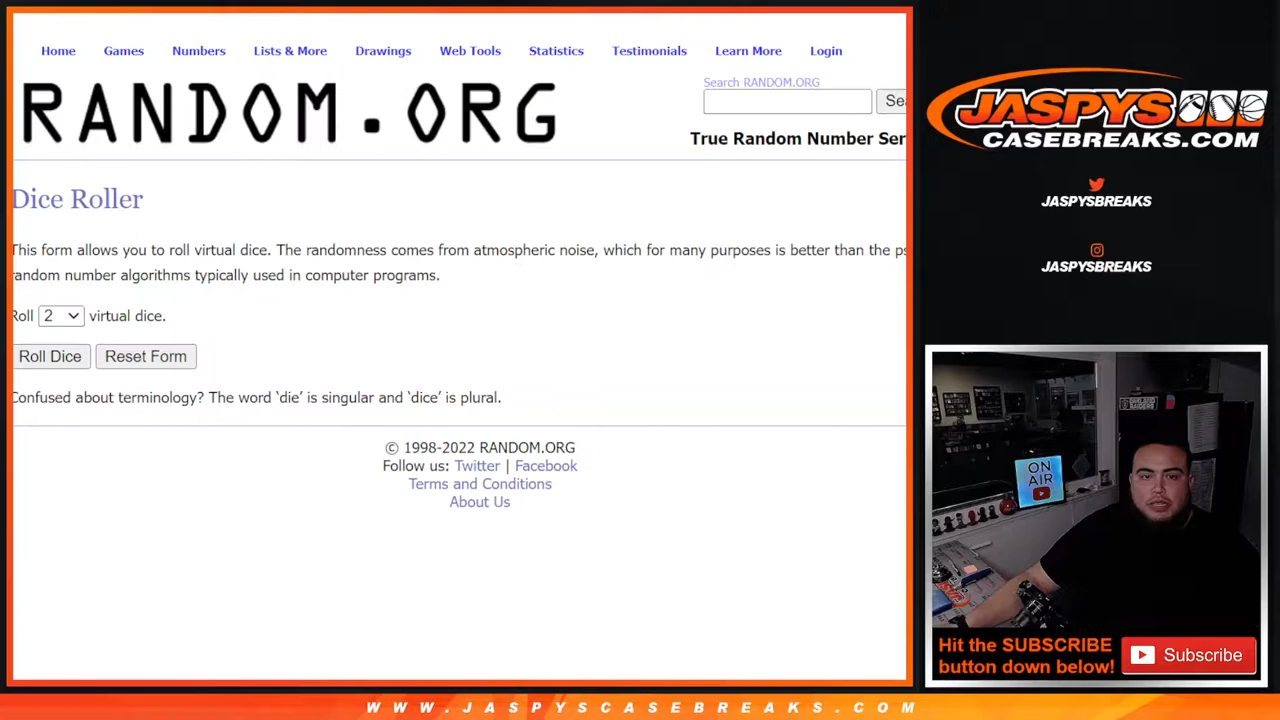 Home Games Numbers Lists & More Drawings Web Tools Statistics Testimonials Learn More Login
RANDOM.ORG
Search RANDOM.ORG
Sea
True Random Number Ser
Dice Roller
This form allows you to roll virtual dice. The randomness comes from atmospheric noise, which for many purposes is better than the ps
random number algorithms typically used in computer programs.
Roll 2 virtual dice.
Roll Dice Reset Form
Confused about terminology? The word ‘die’ is singular and ‘dice’ is plural.
© 1998-2022 RANDOM.ORG
Follow us: Twitter | Facebook
Terms and Conditions
About Us
JASPYS
CASEBREAKS.COM
JASPYSBREAKS
JASPYSBREAKS
OAKLAND
RAIDERS
ON
AIR
Hit the SUBSCRIBE
button down below!
Subscribe
WWW.JASPYSCASEBREAKS.COM